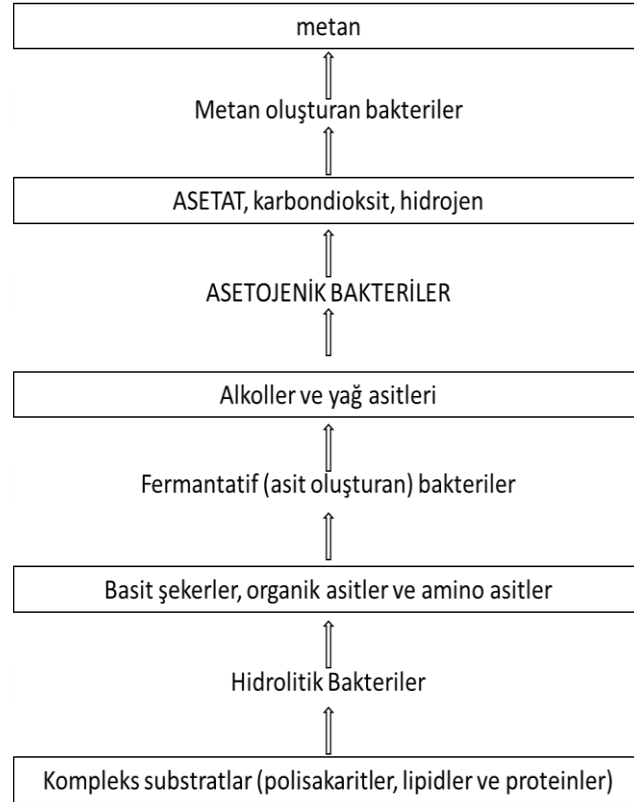 metan
Metan oluşturan bakteriler
ASETAT, karbondioksit, hidrojen
ASETOJENİK BAKTERİLER
Alkoller ve yağ asitleri
Fermantatif (asit oluşturan) bakteriler
Basit şekerler, organik asitler ve amino asitler
Hidrolitik Bakteriler
Kompleks substratlar (polisakaritler, lipidler ve proteinler)